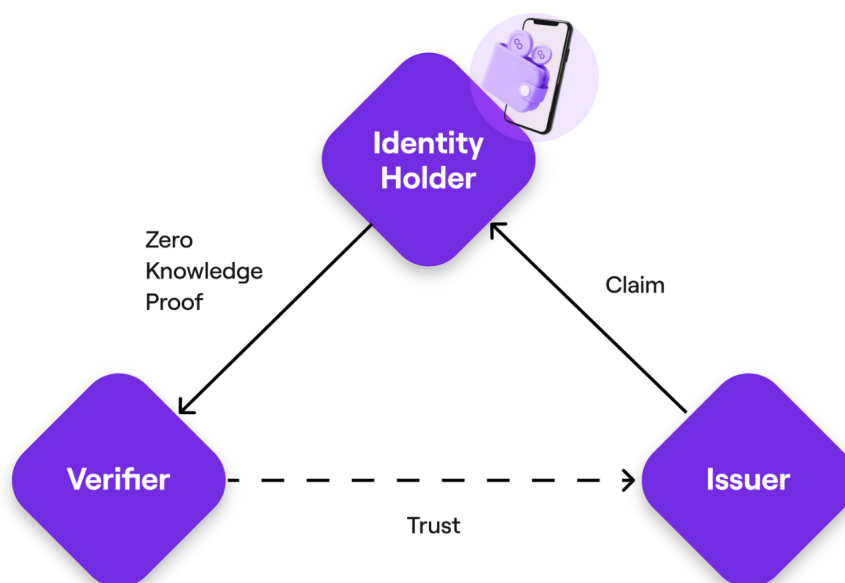 Identity
Holder
Zero
Knowledge
Proof
Claim
Verifier
Issuer
Trust